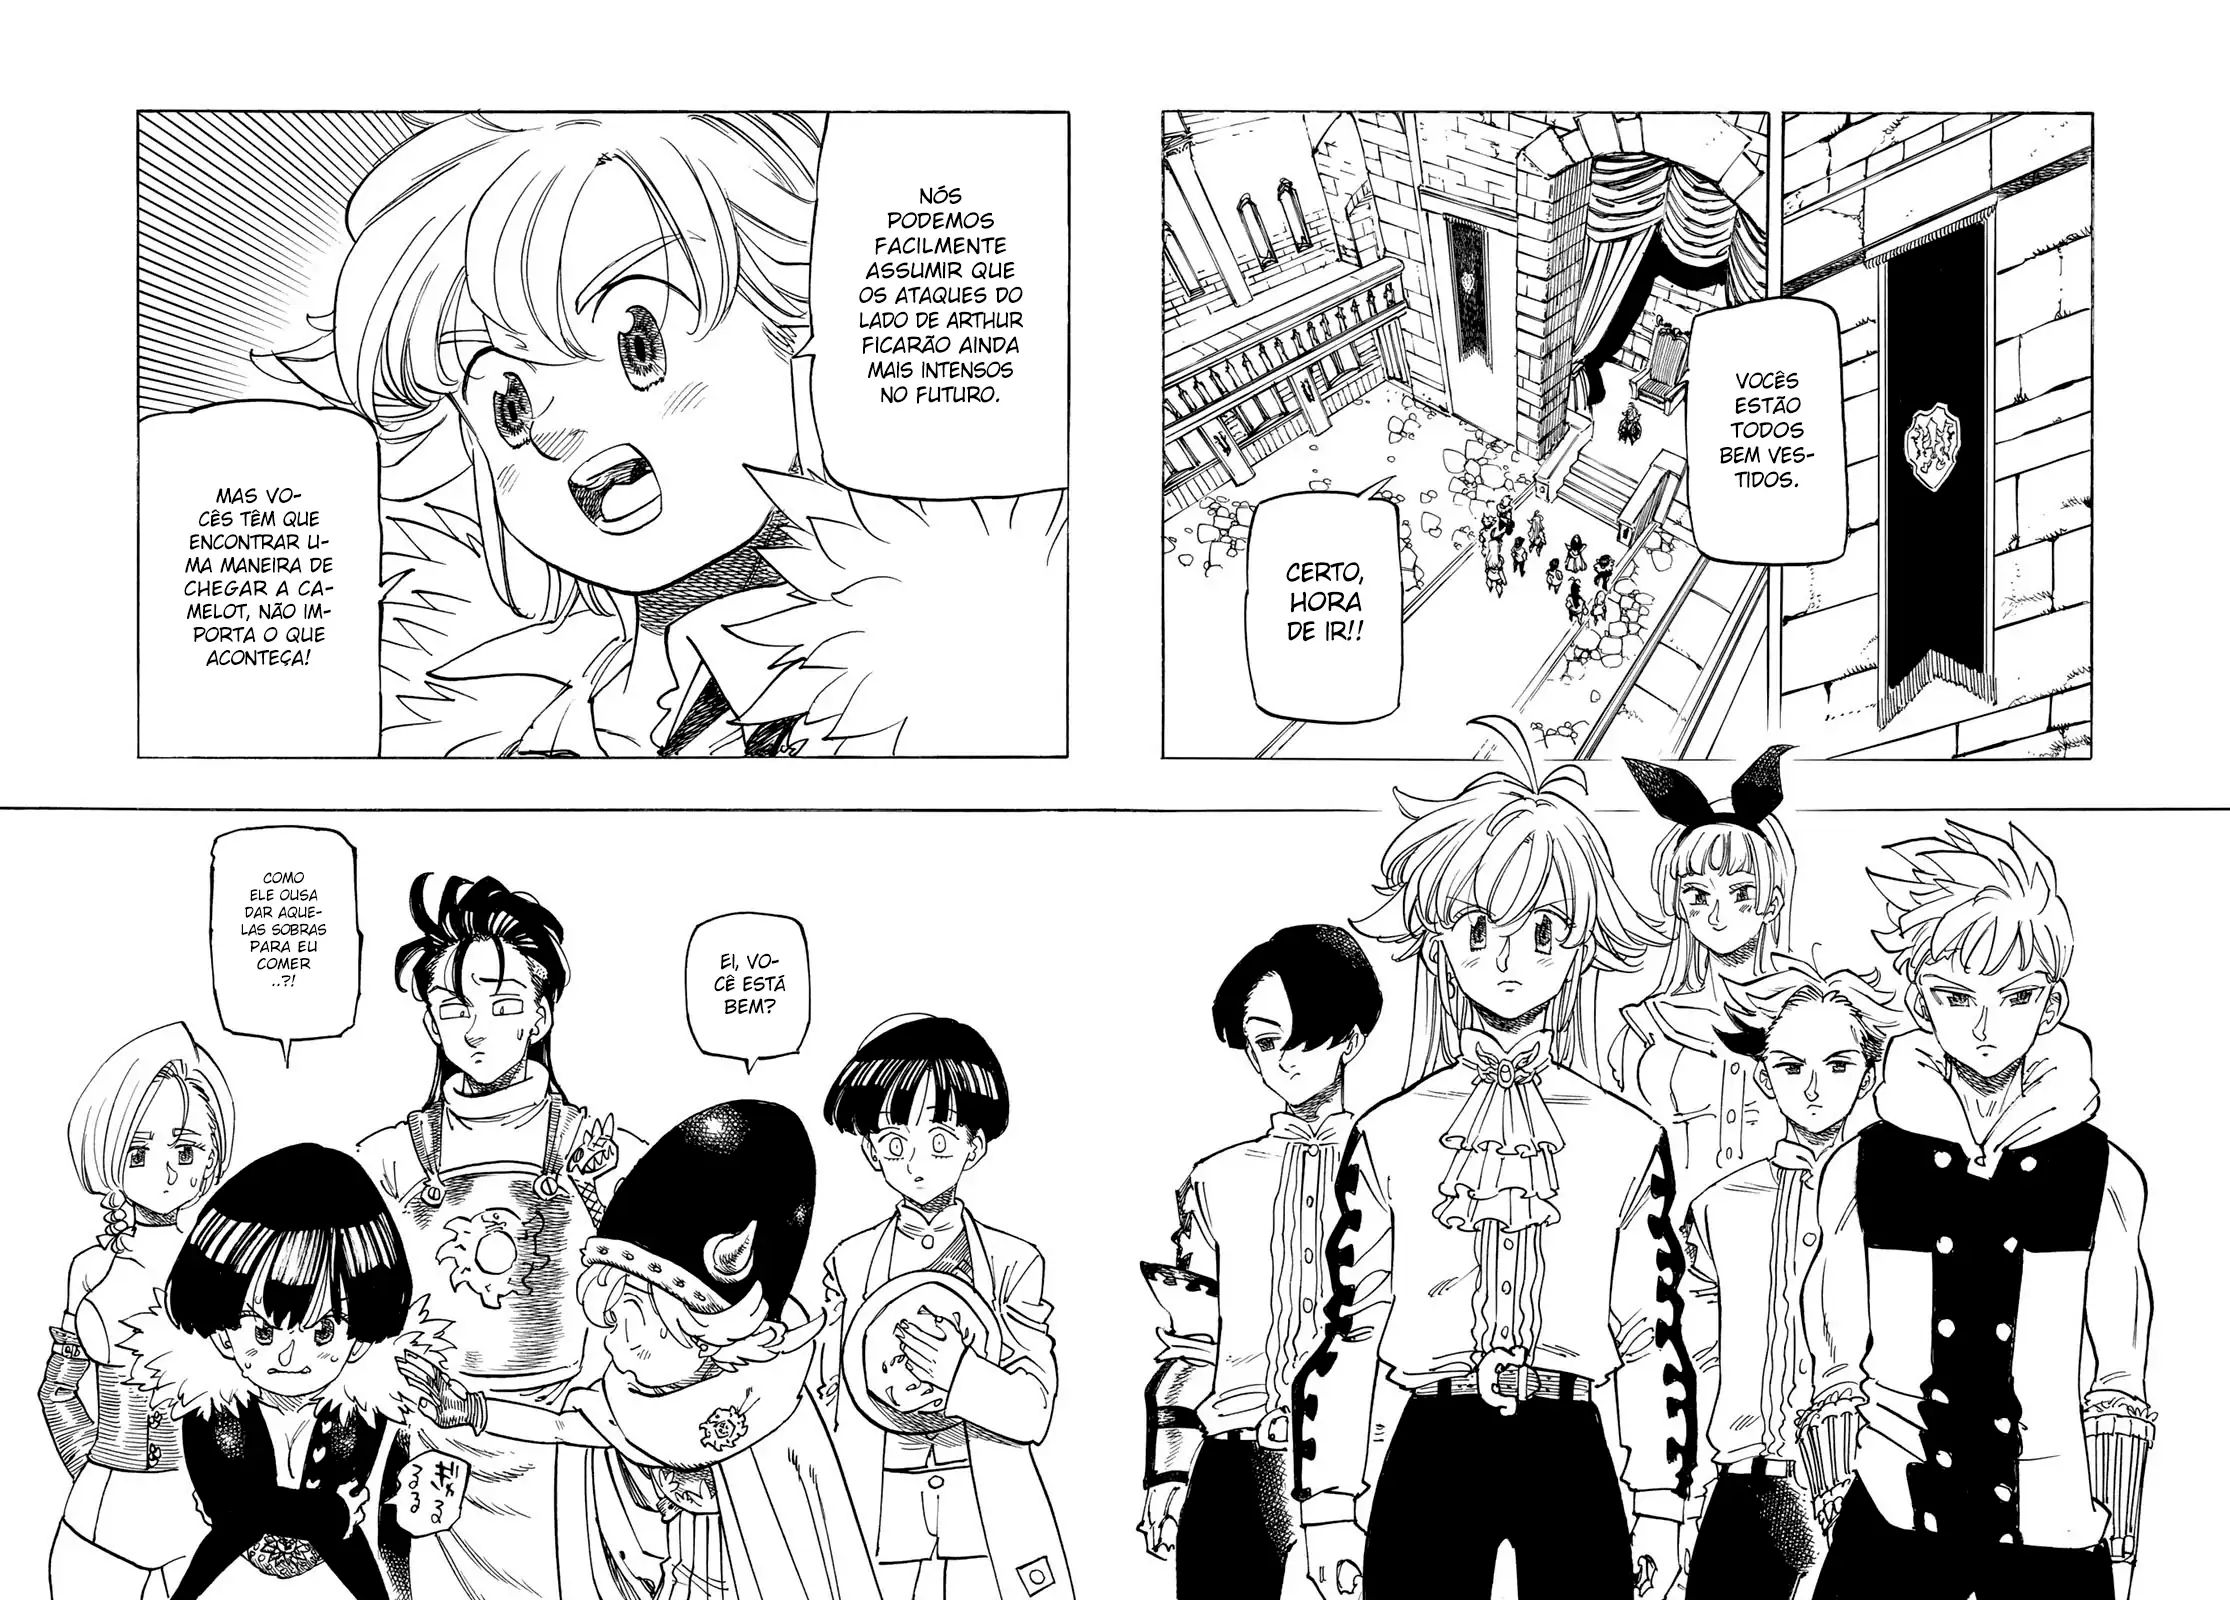 VOCÊS
ESTÃO
TODOS
BEM VES-
TIDOS.
CERTO,
HORA
DE IR!!
NÓS
PODEMOS
FACILMENTE
ASSUMIR QUE
OS ATAQUES DO
LADO DE ARTHUR
FICARÃO AINDA
MAIS INTENSOS
NO FUTURO.
MAS VO-
CÊS TÊM QUE
ENCONTRAR U-
MA MANEIRA DE
CHEGAR A CA-
MELOT, NÃO IM-
PORTA O QUE
ACONTEÇA!
EI, VO-
CÊ ESTÁ
BEM?
COMO
ELE OUSA
DAR AQUE-
LAS SOBRAS
PARA EU
COMER
..?!